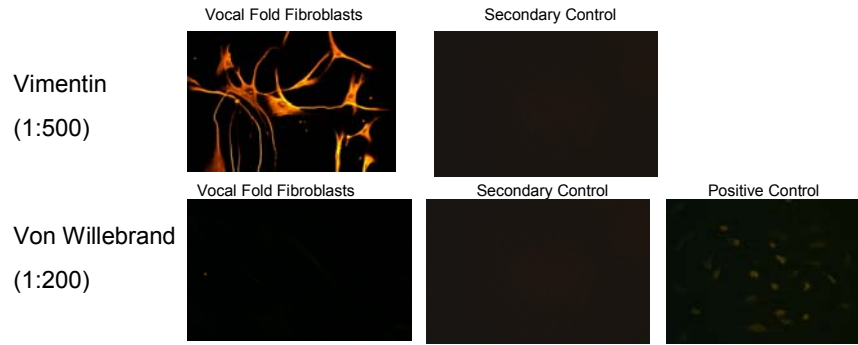 Vocal Fold Fibroblasts Secondary Control
Vimentin
(1:500)
Vocal Fold Fibroblasts Secondary Control Positive Control
Von Willebrand
(1:200)